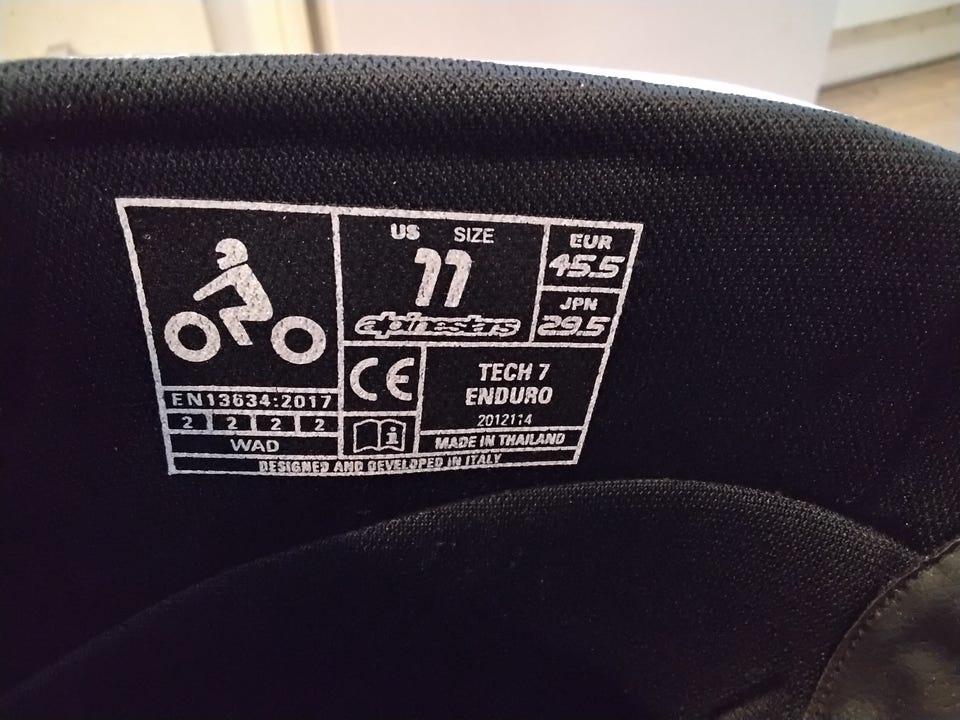 US SIZE
11
alpinestars
EUR
45.5
JPN
29.5
EN13634:2017
2 2 2 2
WAD
CE
i
TECH 7
ENDURO
2012114
MADE IN THAILAND
DESIGNED AND DEVELOPED IN ITALY